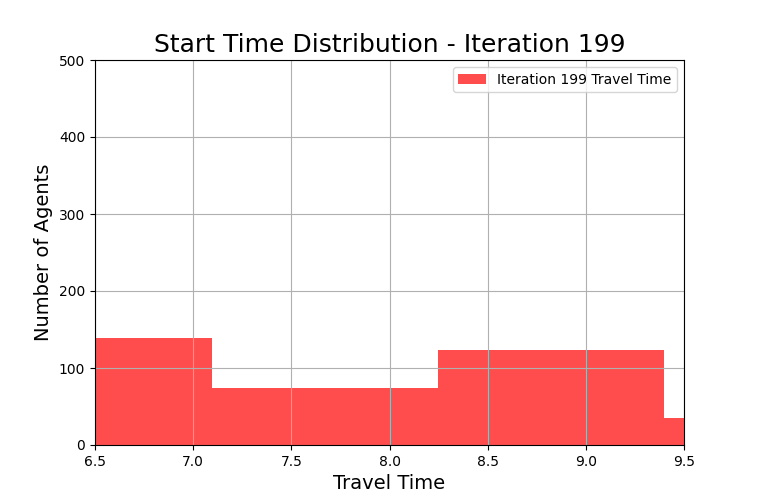 Start Time Distribution - Iteration 199
Iteration 199 Travel Time
Number of Agents
500
400
300
200
100
0
6.5 7.0 7.5 8.0 8.5 9.0 9.5
Travel Time